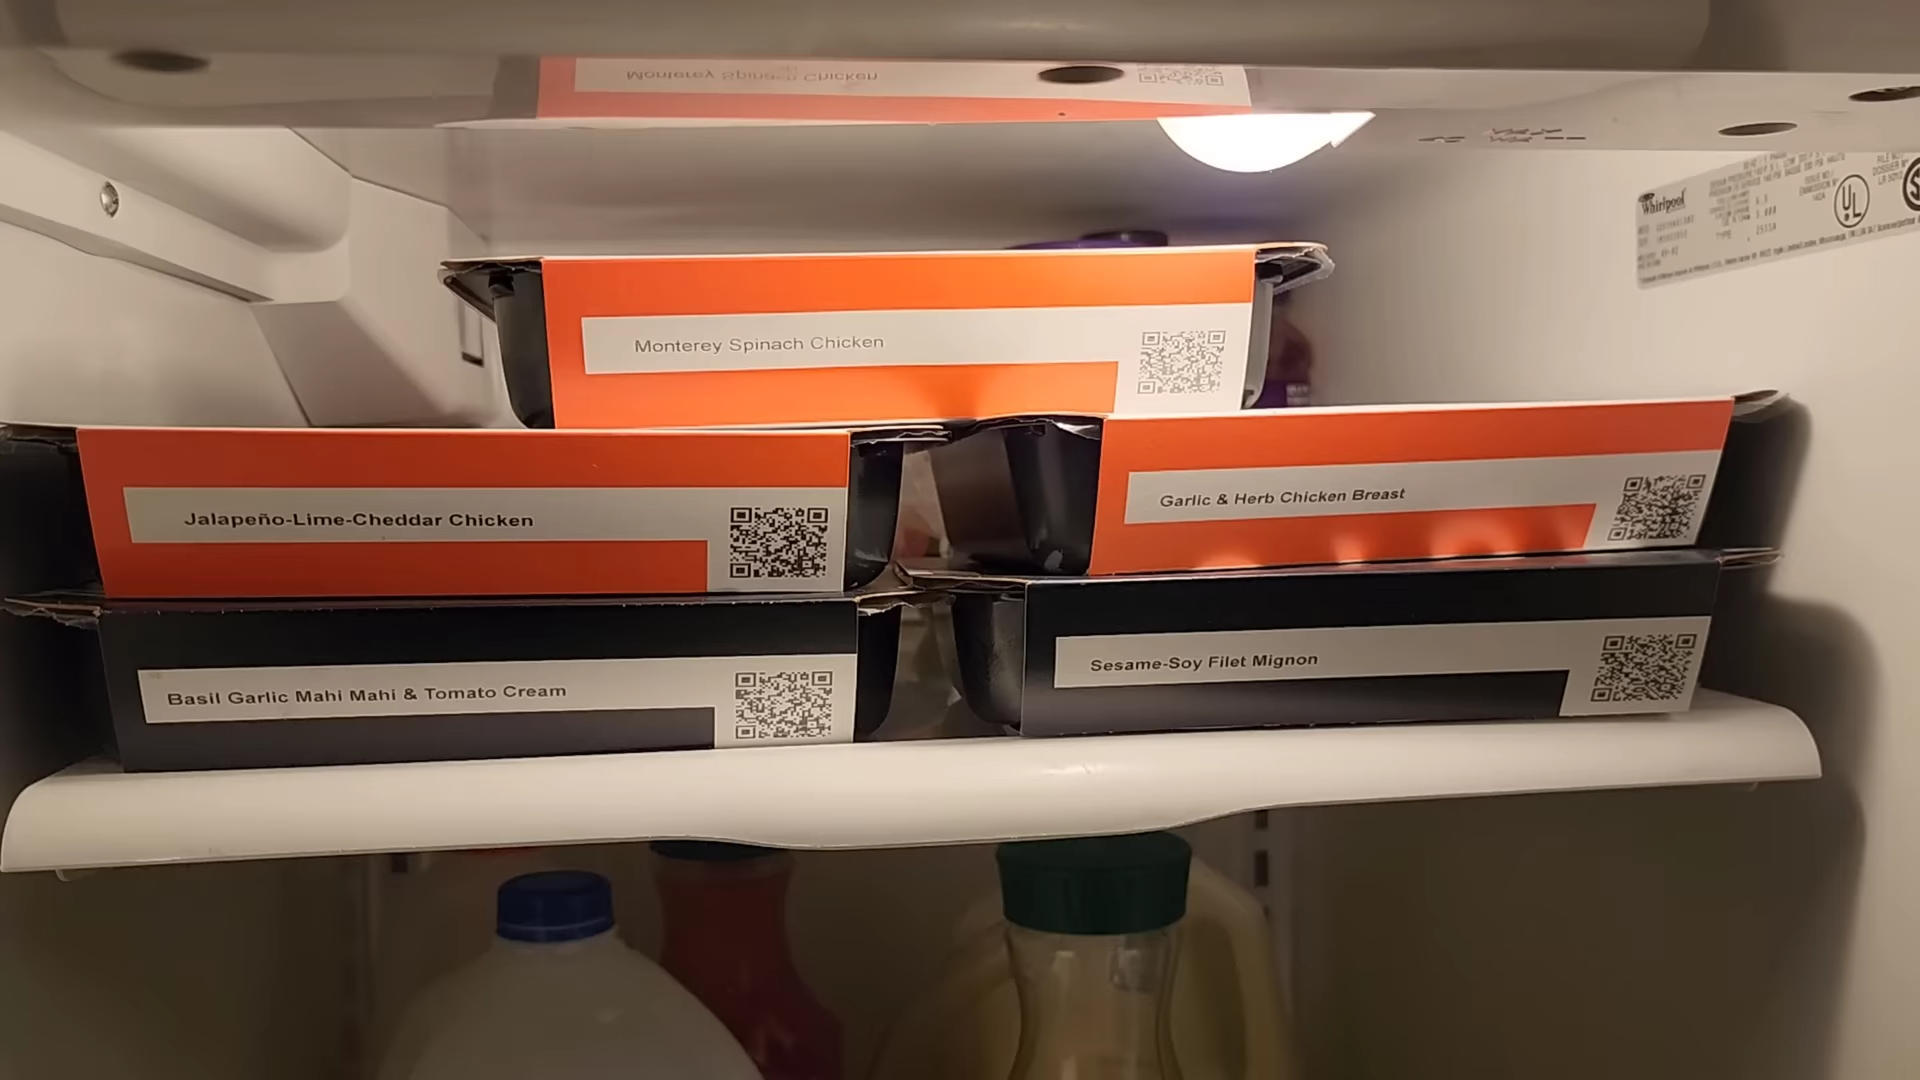 Monterey Spinach Chicken
Whirlpool
UL
Monterey Spinach Chicken
Jalapeño-Lime-Cheddar Chicken
Garlic & Herb Chicken Breast
Basil Garlic Mahi Mahi & Tomato Cream
Sesame-Soy Filet Mignon